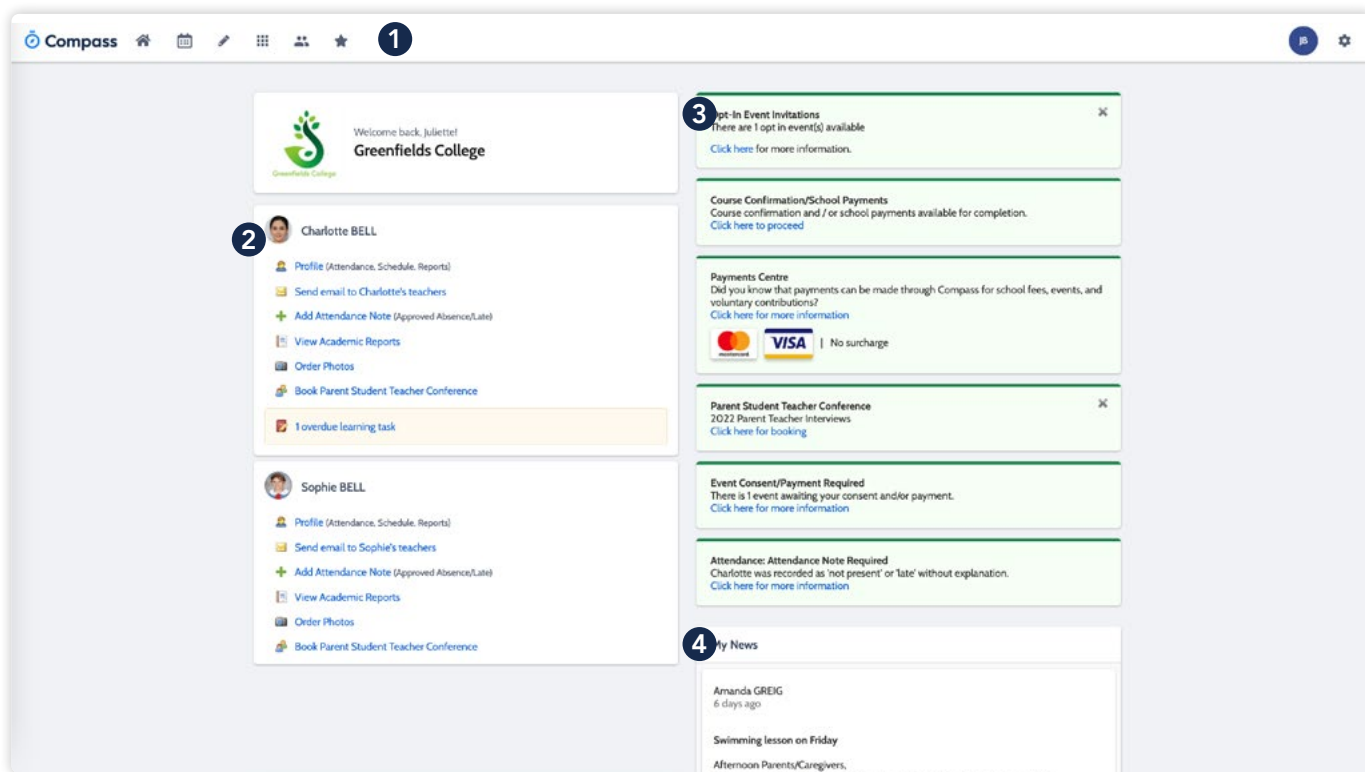 Compass
1
JB
Greenfields College
Welcome back, Juliette!
Greenfields College
2
Charlotte BELL
Profile (Attendance, Schedule, Reports)
Send email to Charlotte's teachers
Add Attendance Note (Approved Absence/Late)
View Academic Reports
Order Photos
Book Parent Student Teacher Conference
1 overdue learning task
Sophie BELL
Profile (Attendance, Schedule, Reports)
Send email to Sophie's teachers
Add Attendance Note (Approved Absence/Late)
View Academic Reports
Order Photos
Book Parent Student Teacher Conference
3
Opt-In Event Invitations
There are 1 opt in event(s) available
Click here for more information.
Course Confirmation/School Payments
Course confirmation and / or school payments available for completion.
Click here to proceed
Payments Centre
Did you know that payments can be made through Compass for school fees, events, and
voluntary contributions?
Click here for more information
mastercard VISA | No surcharge
Parent Student Teacher Conference
2022 Parent Teacher Interviews
Click here for booking
Event Consent/Payment Required
There is 1 event awaiting your consent and/or payment.
Click here for more information
Attendance: Attendance Note Required
Charlotte was recorded as 'not present' or 'late' without explanation.
Click here for more information
4
My News
Amanda GREIG
6 days ago
Swimming lesson on Friday
Afternoon Parents/Caregivers,